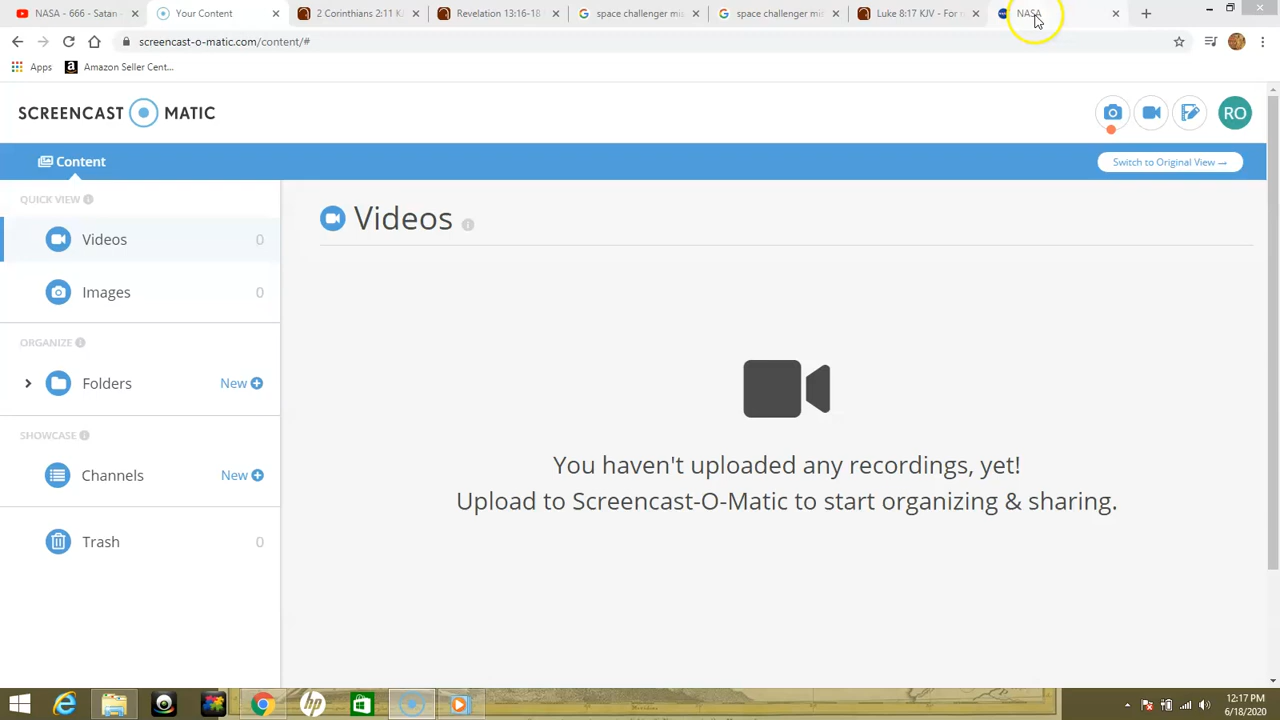 NASA - 666 - Satan - Your Content 2 Corinthians 2:11 KJ Revelation 13:16-18 space challenger mi space challenger mi Luke 8:17 KJV - For n NASA
screencast-o-matic.com/content/#
Apps Amazon Seller Cent...
SCREENCAST MATIC
RO
Content
Switch to Original View →
QUICK VIEW
Videos 0
Images 0
ORGANIZE
Folders New
SHOWCASE
Channels New
Trash 0
Videos
You haven't uploaded any recordings, yet!
Upload to Screencast-O-Matic to start organizing & sharing.
hp
12:17 PM
6/18/2020